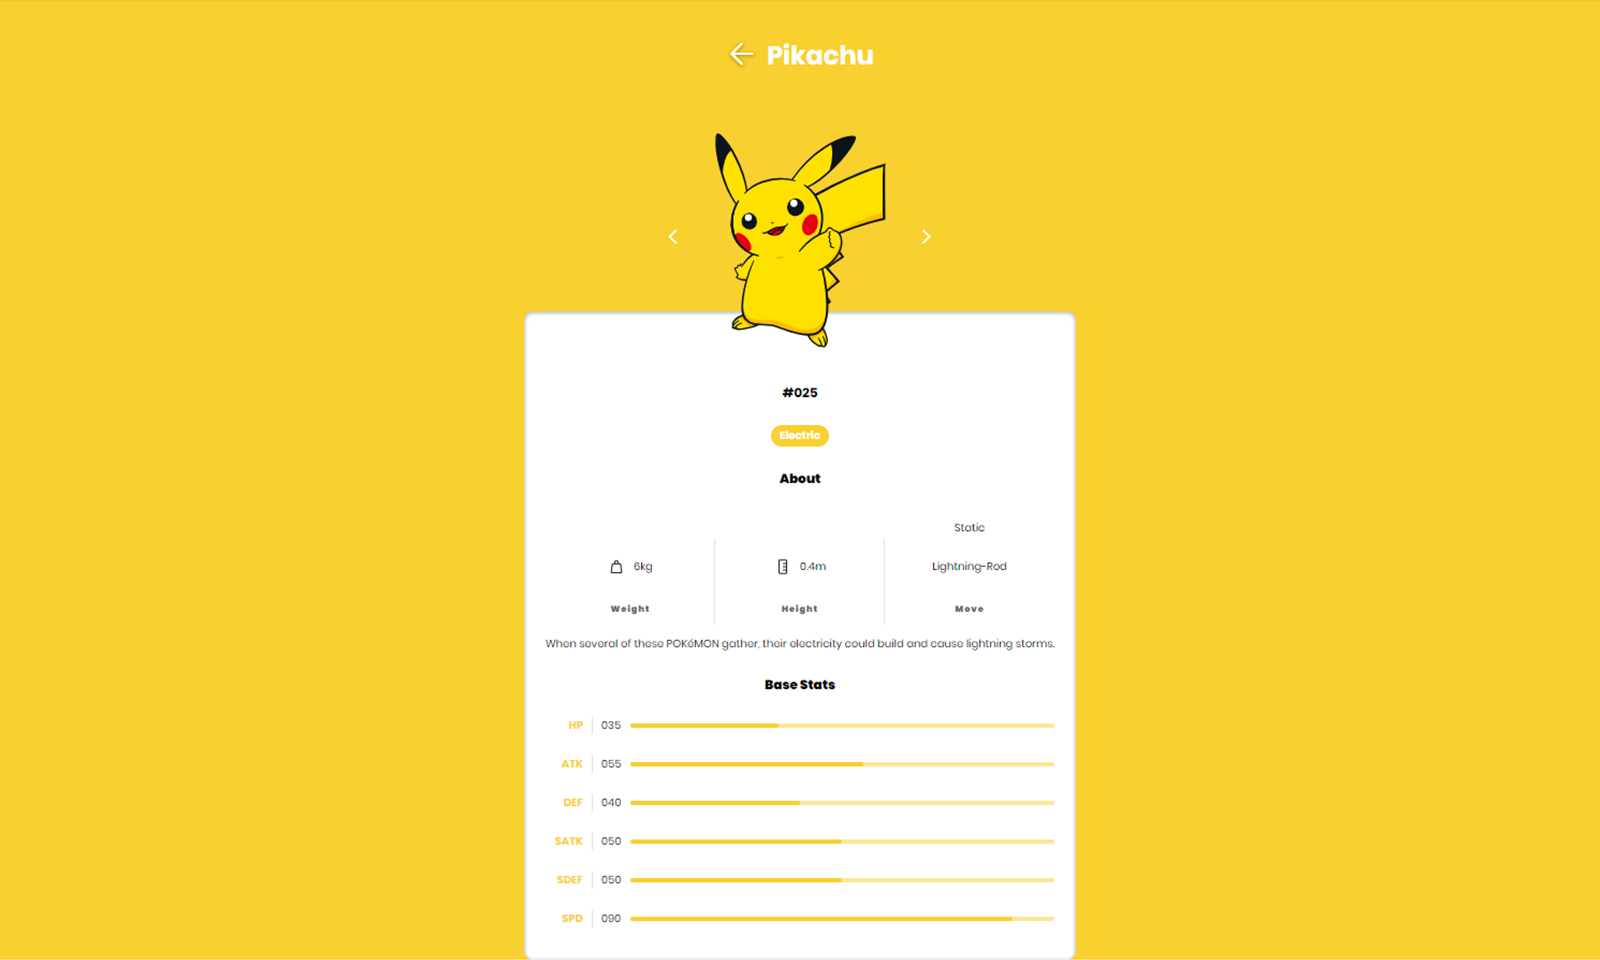 Pikachu
#025
Electric
About
Static
6kg
0.4m
Lightning-Rod
Weight
Height
Move
When several of these POKéMON gather, their electricity could build and cause lightning storms.
Base Stats
HP 035
ATK 055
DEF 040
SATK 050
SDEF 050
SPD 090